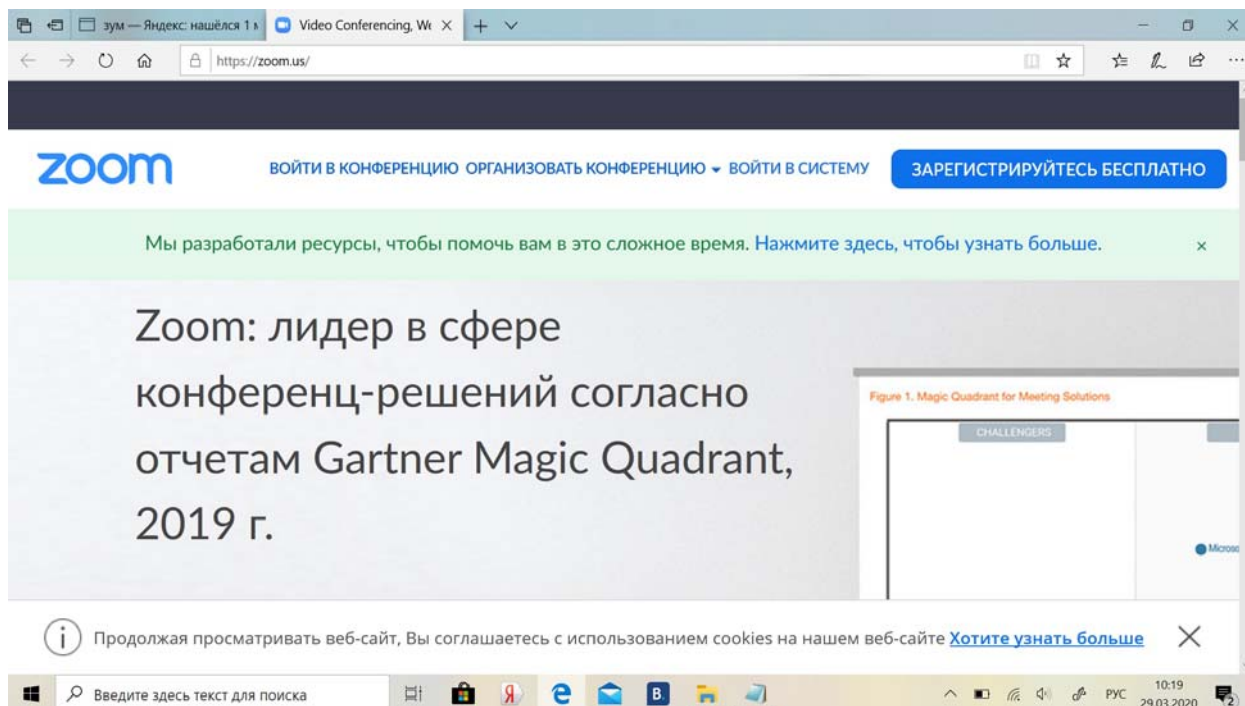 зум — Яндекс: нашёлся 1 м
Video Conferencing, We
https://zoom.us/
zoom
ВОЙТИ В КОНФЕРЕНЦИЮ ОРГАНИЗОВАТЬ КОНФЕРЕНЦИЮ ВОЙТИ В СИСТЕМУ ЗАРЕГИСТРИРУЙТЕСЬ БЕСПЛАТНО
Мы разработали ресурсы, чтобы помочь вам в это сложное время. Нажмите здесь, чтобы узнать больше.
Zoom: лидер в сфере
конференц-решений согласно
отчетам Gartner Magic Quadrant,
2019 г.
Figure 1. Magic Quadrant for Meeting Solutions
CHALLENGERS
Microso
Продолжая просматривать веб-сайт, Вы соглашаетесь с использованием cookies на нашем веб-сайте Хотите узнать больше
Введите здесь текст для поиска
Я
B.
РУС
10:19
29.03.2020
2